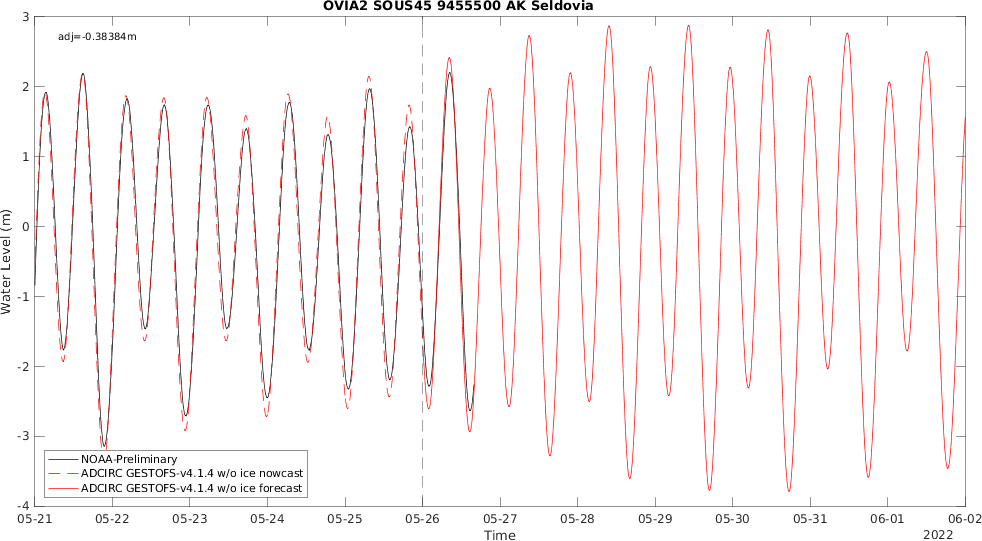 OVIA2 SOUS45 9455500 AK Seldovia
adj=-0.38384m
3
2
1
0
-1
-2
-3
-4
Water Level (m)
NOAA-Preliminary
ADCIRC GESTOFS-v4.1.4 w/o ice nowcast
ADCIRC GESTOFS-v4.1.4 w/o ice forecast
05-21 05-22 05-23 05-24 05-25 05-26 05-27 05-28 05-29 05-30 05-31 06-01 06-02
Time
2022